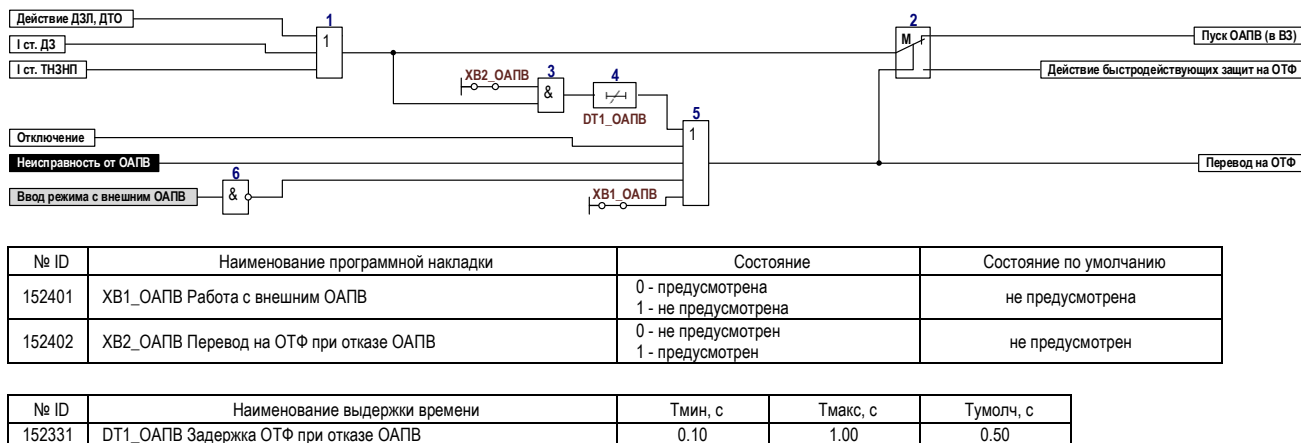 Действие ДЗЛ, ДТО
1
2
1
М
Пуск ОАПВ (в ВЗ)
I ст. ДЗ
I ст. ТНЗНП
Действие быстродействующих защит на ОТФ
XB2_ОАПВ
3
4
&
DT1_ОАПВ
5
1
Отключение
Неисправность от ОАПВ
Перевод на ОТФ
6
Ввод режима с внешним ОАПВ
&
XB1_ОАПВ
№ ID Наименование программной накладки Состояние Состояние по умолчанию
152401 XB1_ОАПВ Работа с внешним ОАПВ 0 - предусмотрена не предусмотрена
1 - не предусмотрена
152402 XB2_ОАПВ Перевод на ОТФ при отказе ОАПВ 0 - не предусмотрен не предусмотрен
1 - предусмотрен
№ ID Наименование выдержки времени Тмин, с Тмакс, с Тумолч, с
152331 DT1_ОАПВ Задержка ОТФ при отказе ОАПВ 0.10 1.00 0.50